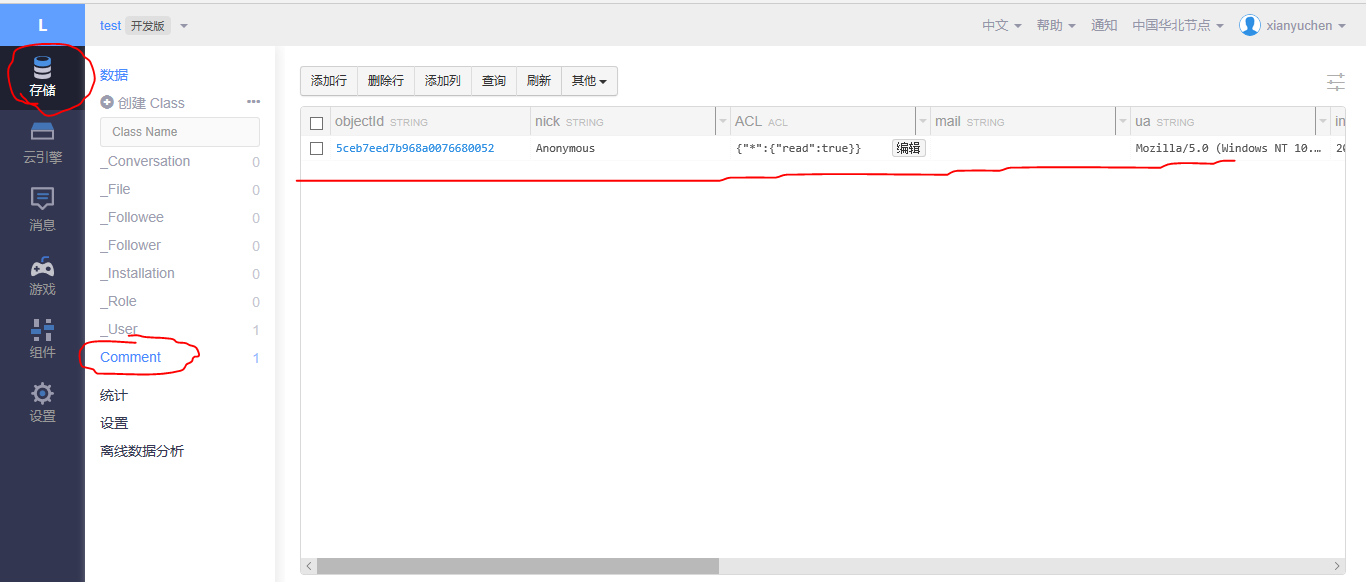 L
test 开发版
中文 帮助 通知 中国华北节点 xianyuchen
存储
云引擎
消息
游戏
组件
设置
数据
创建 Class
Class Name
_Conversation 0
_File 0
_Followee 0
_Follower 0
_Installation 0
_Role 0
_User 1
Comment 1
统计
设置
离线数据分析
添加行 删除行 添加列 查询 刷新 其他
objectId STRING nick STRING ACL ACL mail STRING ua STRING in
5ceb7eed7b968a0076680052 Anonymous {"*":{"read":true}} 编辑 Mozilla/5.0 (Windows NT 10.… 20